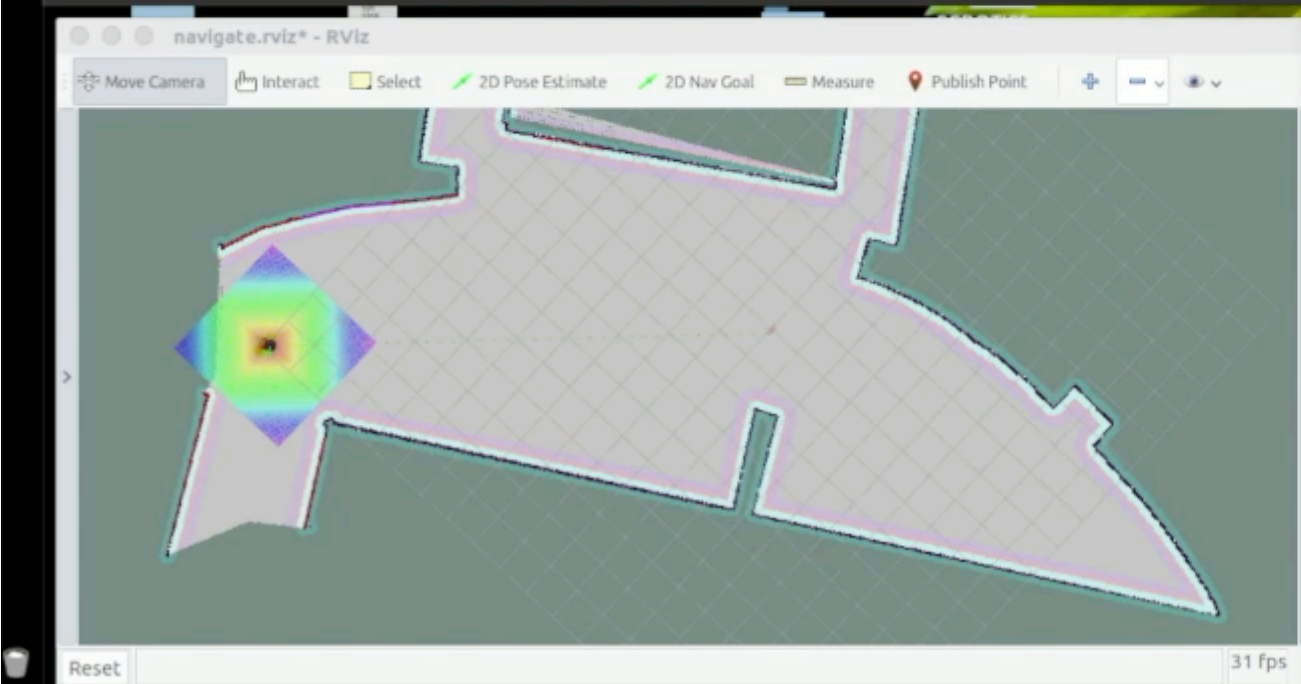 navigate.rviz* - RViz
Move Camera Interact Select 2D Pose Estimate 2D Nav Goal Measure Publish Point
Reset
31 fps